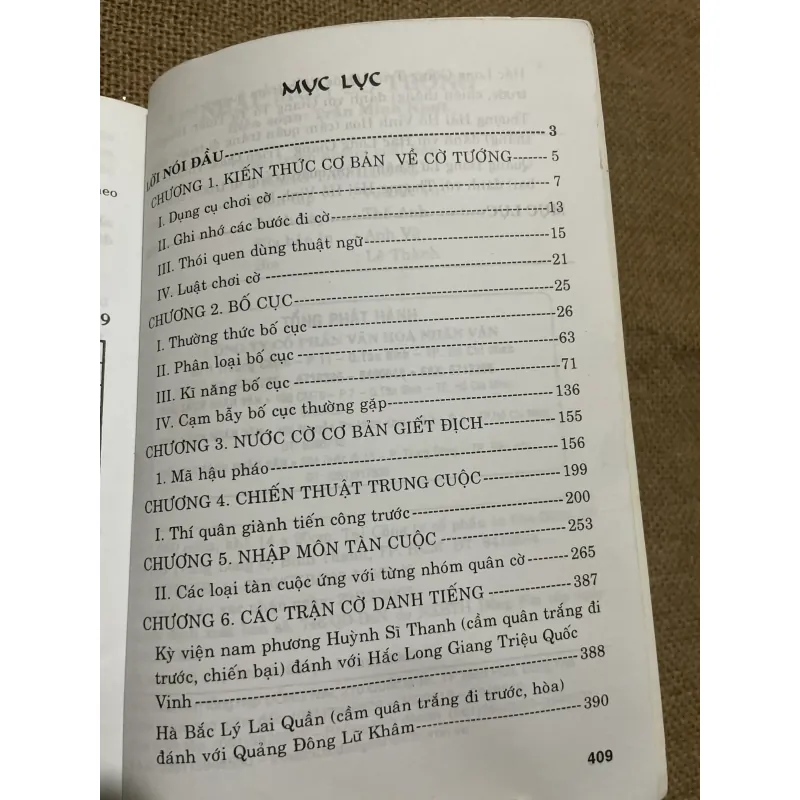 MỤC LỤC
LỜI NÓI ĐẦU 3
CHƯƠNG 1. KIẾN THỨC CƠ BẢN VỀ CỜ TƯỚNG 5
I. Dụng cụ chơi cờ 7
II. Ghi nhớ các bước đi cờ 13
III. Thói quen dùng thuật ngữ 15
IV. Luật chơi cờ 21
CHƯƠNG 2. BỐ CỤC 25
I. Thường thức bố cục 26
II. Phân loại bố cục 63
III. Kĩ năng bố cục 71
IV. Cạm bẫy bố cục thường gặp 136
CHƯƠNG 3. NƯỚC CỜ CƠ BẢN GIẾT ĐỊCH 155
1. Mã hậu pháo 156
CHƯƠNG 4. CHIẾN THUẬT TRUNG CUỘC 199
I. Thí quân giành tiến công trước 200
CHƯƠNG 5. NHẬP MÔN TÀN CUỘC 253
II. Các loại tàn cuộc ứng với từng nhóm quân cờ 265
CHƯƠNG 6. CÁC TRẬN CỜ DANH TIẾNG 387
Kỳ viện nam phương Huỳnh Sĩ Thanh (cầm quân trắng đi
trước, chiến bại) đánh với Hắc Long Giang Triệu Quốc
Vinh 388
Hà Bắc Lý Lai Quần (cầm quân trắng đi trước, hòa)
đánh với Quảng Đông Lữ Khâm 390
409